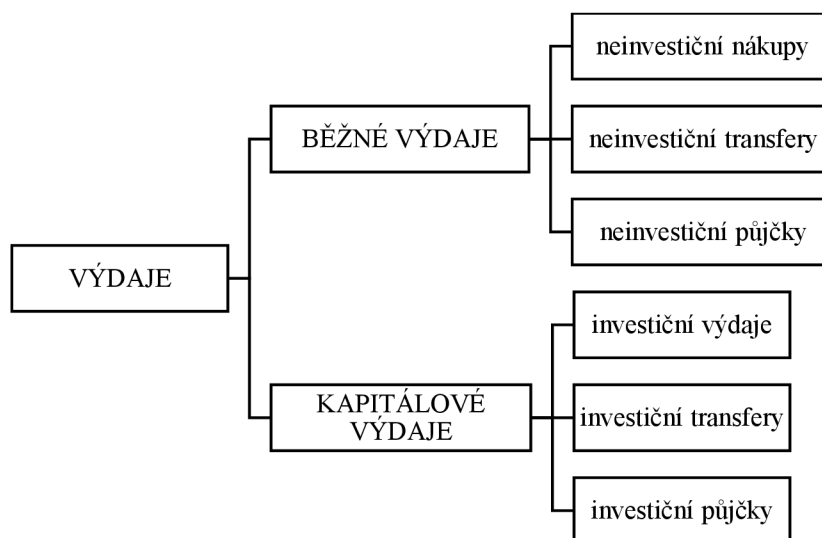 neinvestiční nákupy
BĚŽNÉ VÝDAJE
neinvestiční transfery
neinvestiční půjčky
VÝDAJE
investiční výdaje
KAPITÁLOVÉ
VÝDAJE
investiční transfery
investiční půjčky